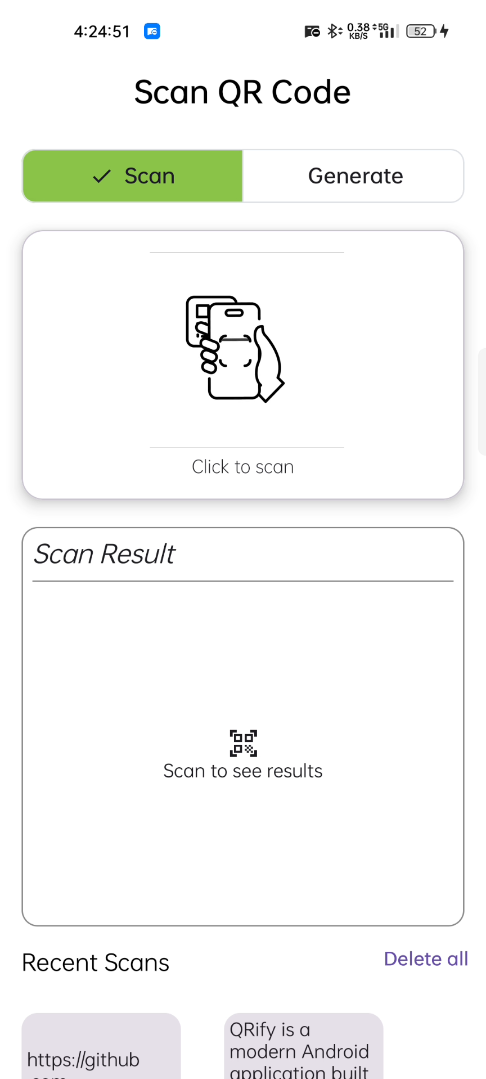 4:24:51
0.38 KB/S 5G 52
Scan QR Code
Scan
Generate
Click to scan
Scan Result
Scan to see results
Recent Scans
Delete all
https://github
.com
QRify is a
modern Android
application built